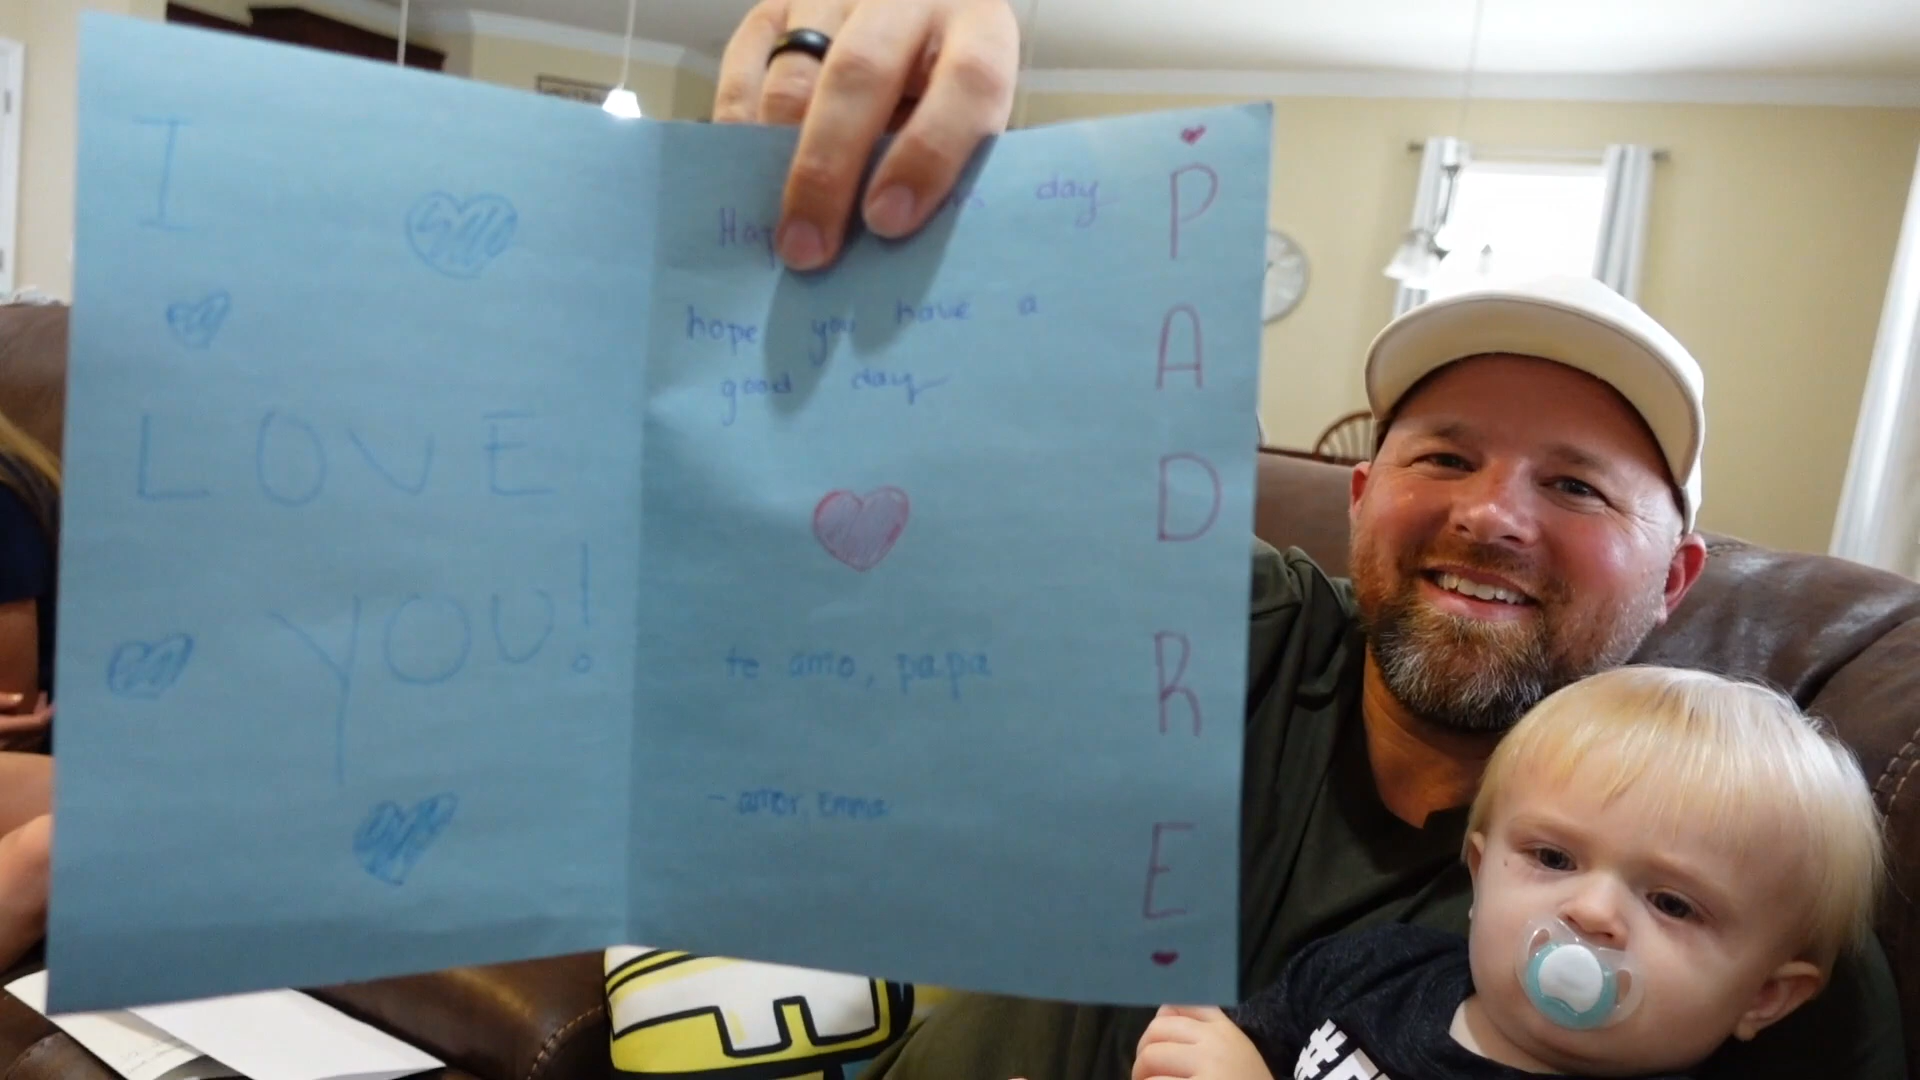 I
LOVE
YOU!
day
hope you have a
good day
te amo, papa
- amor, Emma
PADRE